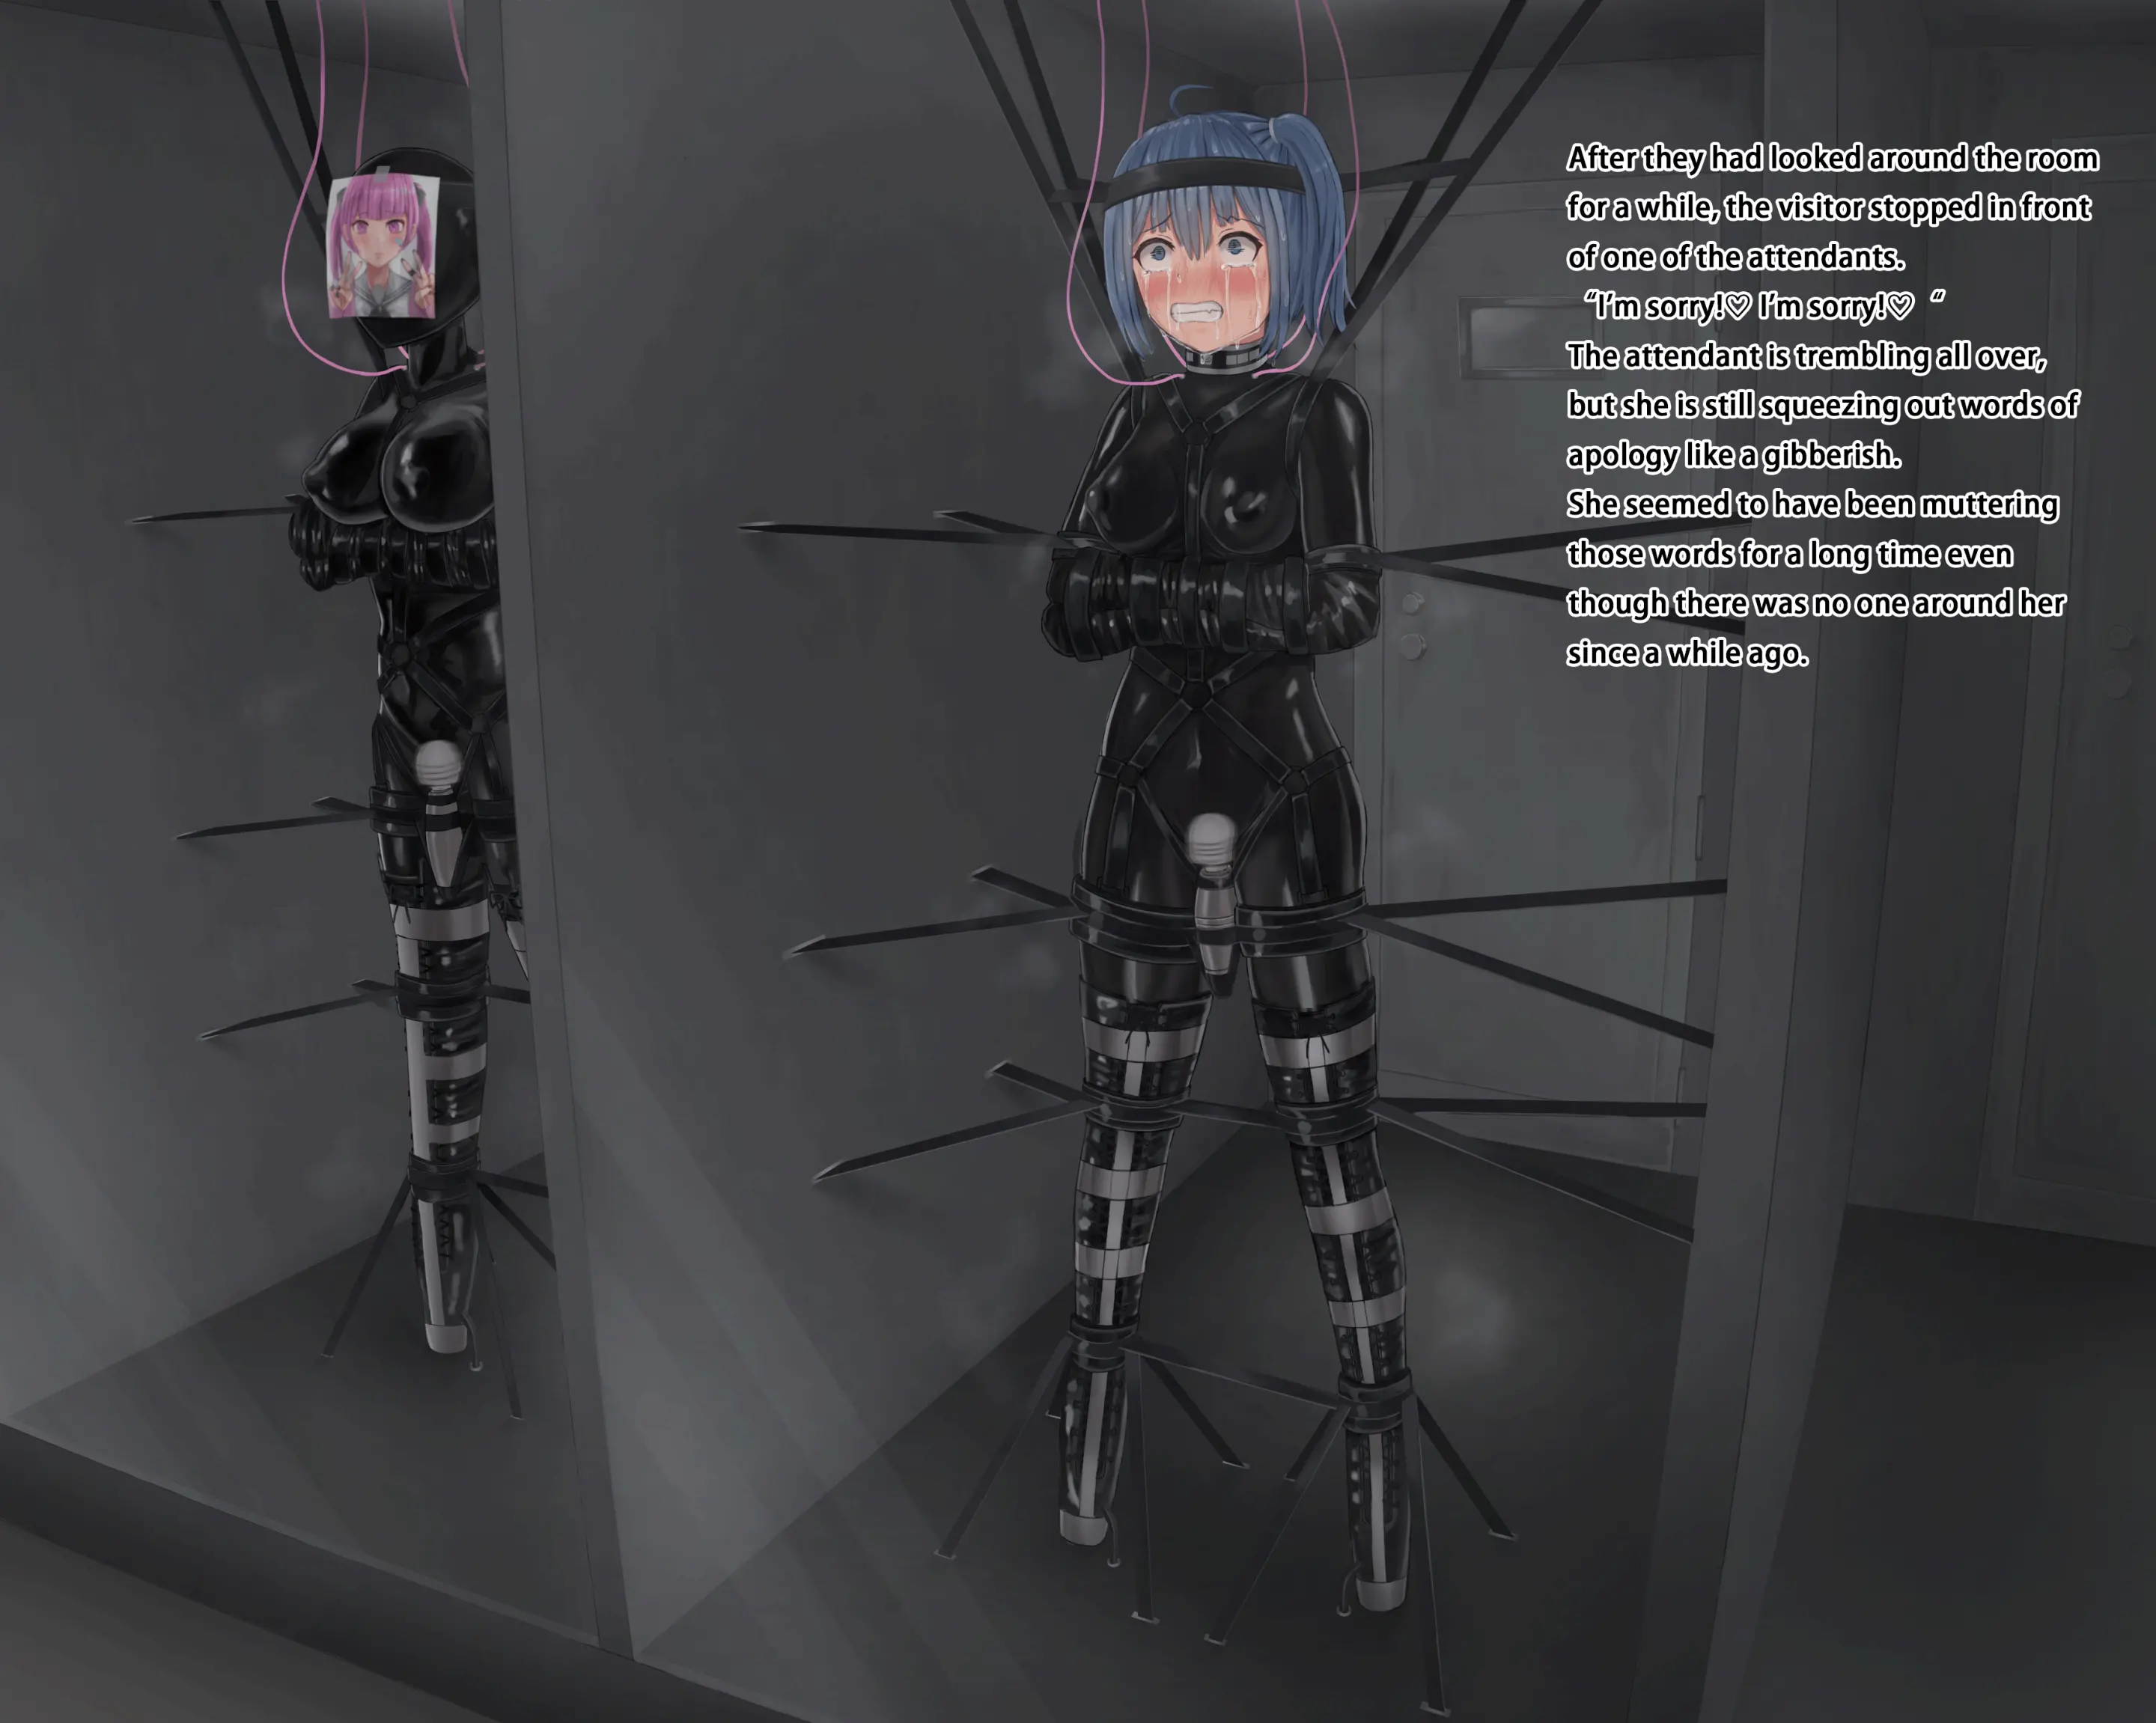 After they had looked around the room
for a while, the visitor stopped in front
of one of the attendants.
“I’m sorry!♡ I’m sorry!♡ “
The attendant is trembling all over,
but she is still squeezing out words of
apology like a gibberish.
She seemed to have been muttering
those words for a long time even
though there was no one around her
since a while ago.